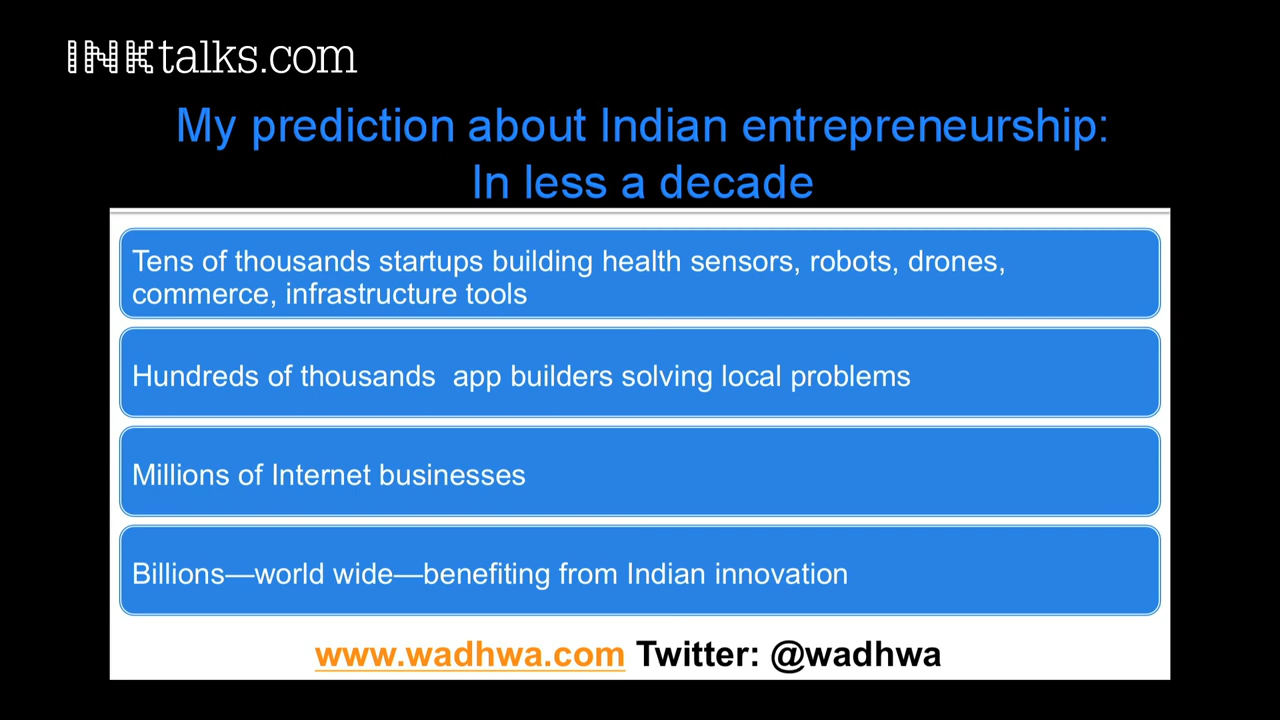 INKtalks.com
My prediction about Indian entrepreneurship:
In less a decade
Tens of thousands startups building health sensors, robots, drones,
commerce, infrastructure tools
Hundreds of thousands  app builders solving local problems
Millions of Internet businesses
Billions—world wide—benefiting from Indian innovation
www.wadhwa.com Twitter: @wadhwa